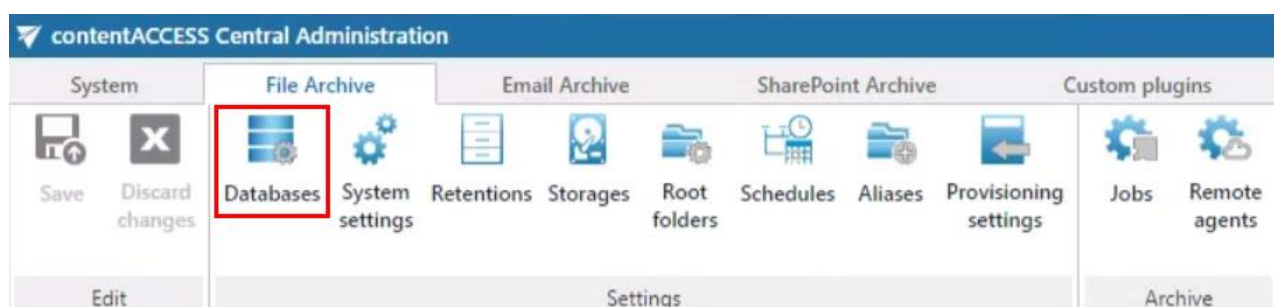 contentACCESS Central Administration
System File Archive Email Archive SharePoint Archive Custom plugins
Save Discard changes Databases System settings Retentions Storages Root folders Schedules Aliases Provisioning settings Jobs Remote agents
Edit Settings Archive